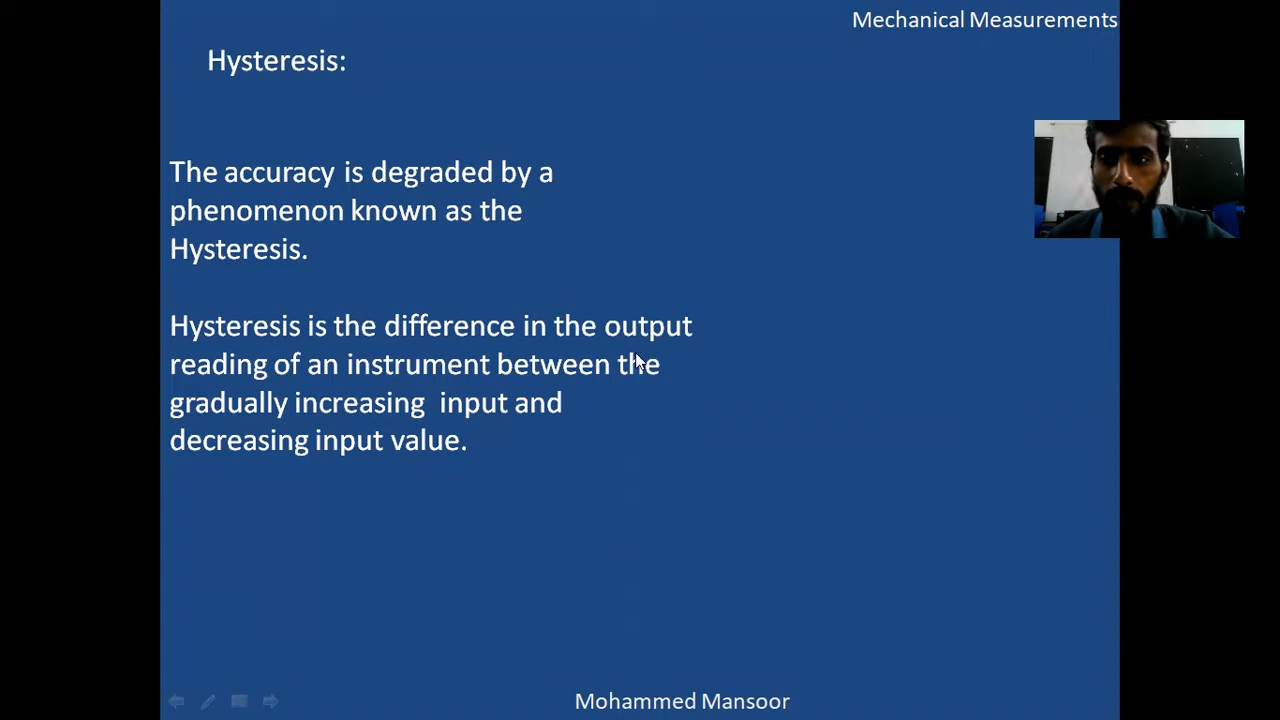 Mechanical Measurements
Hysteresis:
The accuracy is degraded by a
phenomenon known as the
Hysteresis.
Hysteresis is the difference in the output
reading of an instrument between the
gradually increasing  input and
decreasing input value.
Mohammed Mansoor